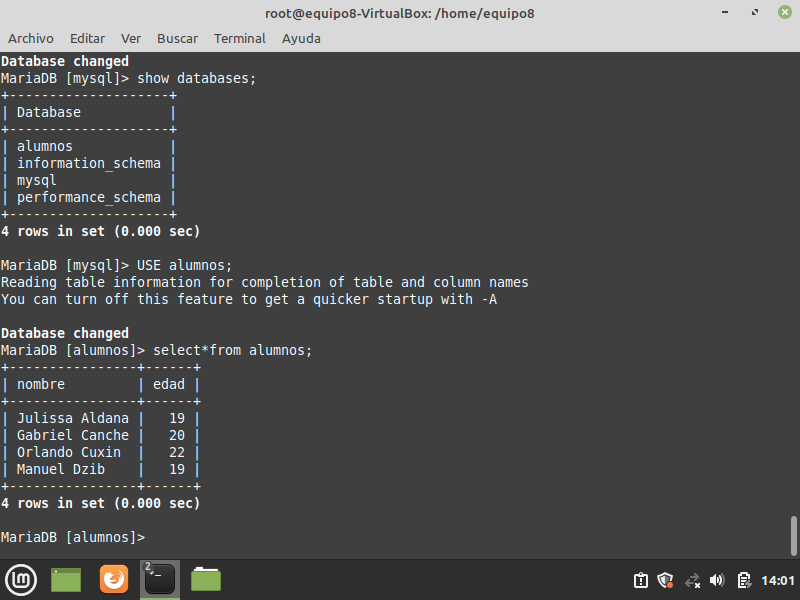 root@equipo8-VirtualBox: /home/equipo8
Archivo Editar Ver Buscar Terminal Ayuda
Database changed
MariaDB [mysql]> show databases;
+--------------------+
| Database           |
+--------------------+
| alumnos            |
| information_schema |
| mysql              |
| performance_schema |
+--------------------+
4 rows in set (0.000 sec)

MariaDB [mysql]> USE alumnos;
Reading table information for completion of table and column names
You can turn off this feature to get a quicker startup with -A

Database changed
MariaDB [alumnos]> select*from alumnos;
+----------------+------+
| nombre         | edad |
+----------------+------+
| Julissa Aldana |   19 |
| Gabriel Canche |   20 |
| Orlando Cuxin  |   22 |
| Manuel Dzib    |   19 |
+----------------+------+
4 rows in set (0.000 sec)

MariaDB [alumnos]>
2
14:01